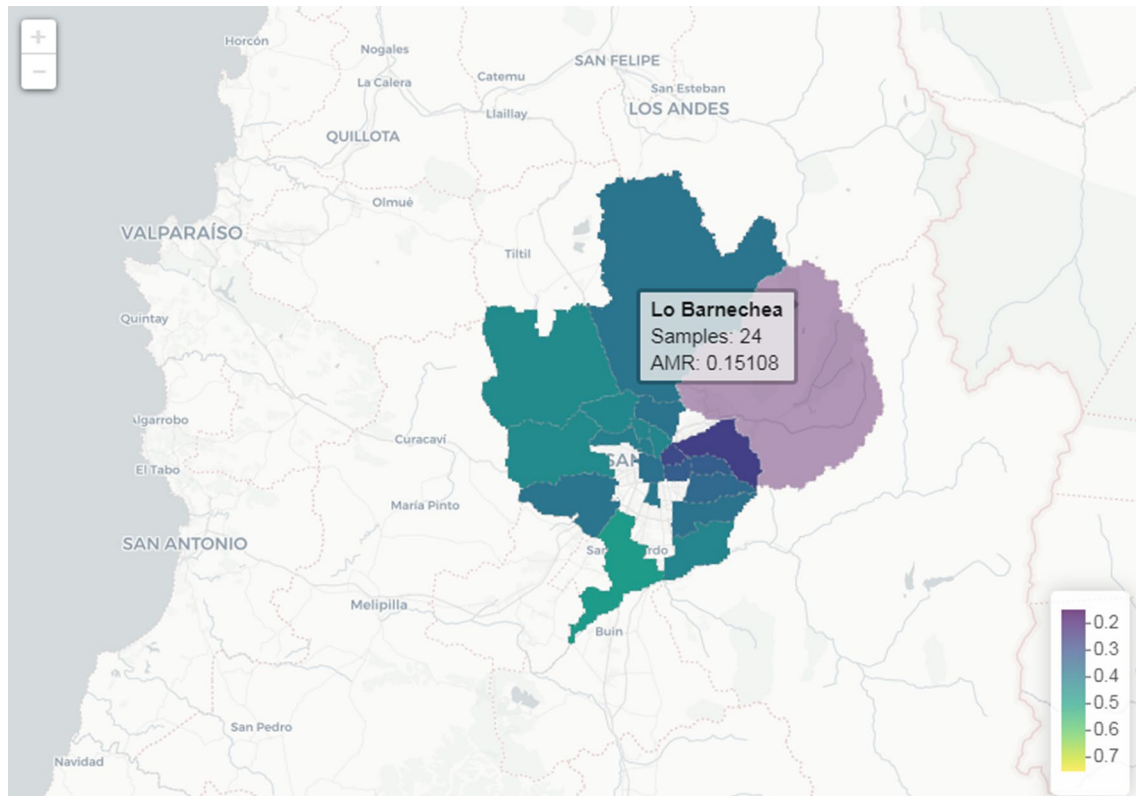 +
−
Horcón
Nogales
SAN FELIPE
Catemu
La Calera
San Esteban
LOS ANDES
Llaillay
QUILLOTA
Olmué
VALPARAÍSO
Tiltil
Quintay
Lo Barnechea
Samples: 24
AMR: 0.15108
Algarrobo
Curacaví
El Tabo
SAN
María Pinto
SAN ANTONIO
Melipilla
Buin
San Pedro
Navidad
0.2
0.3
0.4
0.5
0.6
0.7